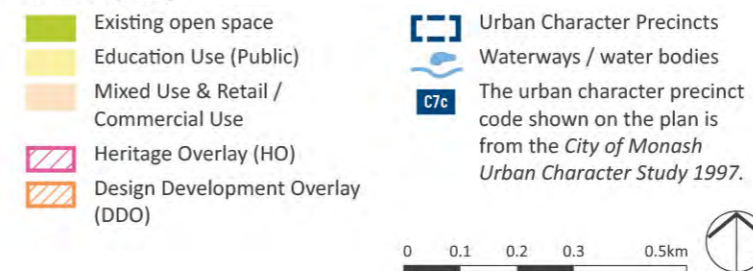 Existing open space
Education Use (Public)
Mixed Use & Retail /
Commercial Use
Heritage Overlay (HO)
Design Development Overlay
(DDO)
Urban Character Precincts
Waterways / water bodies
C7c
The urban character precinct
code shown on the plan is
from the City of Monash
Urban Character Study 1997.
0 0.1 0.2 0.3 0.5km